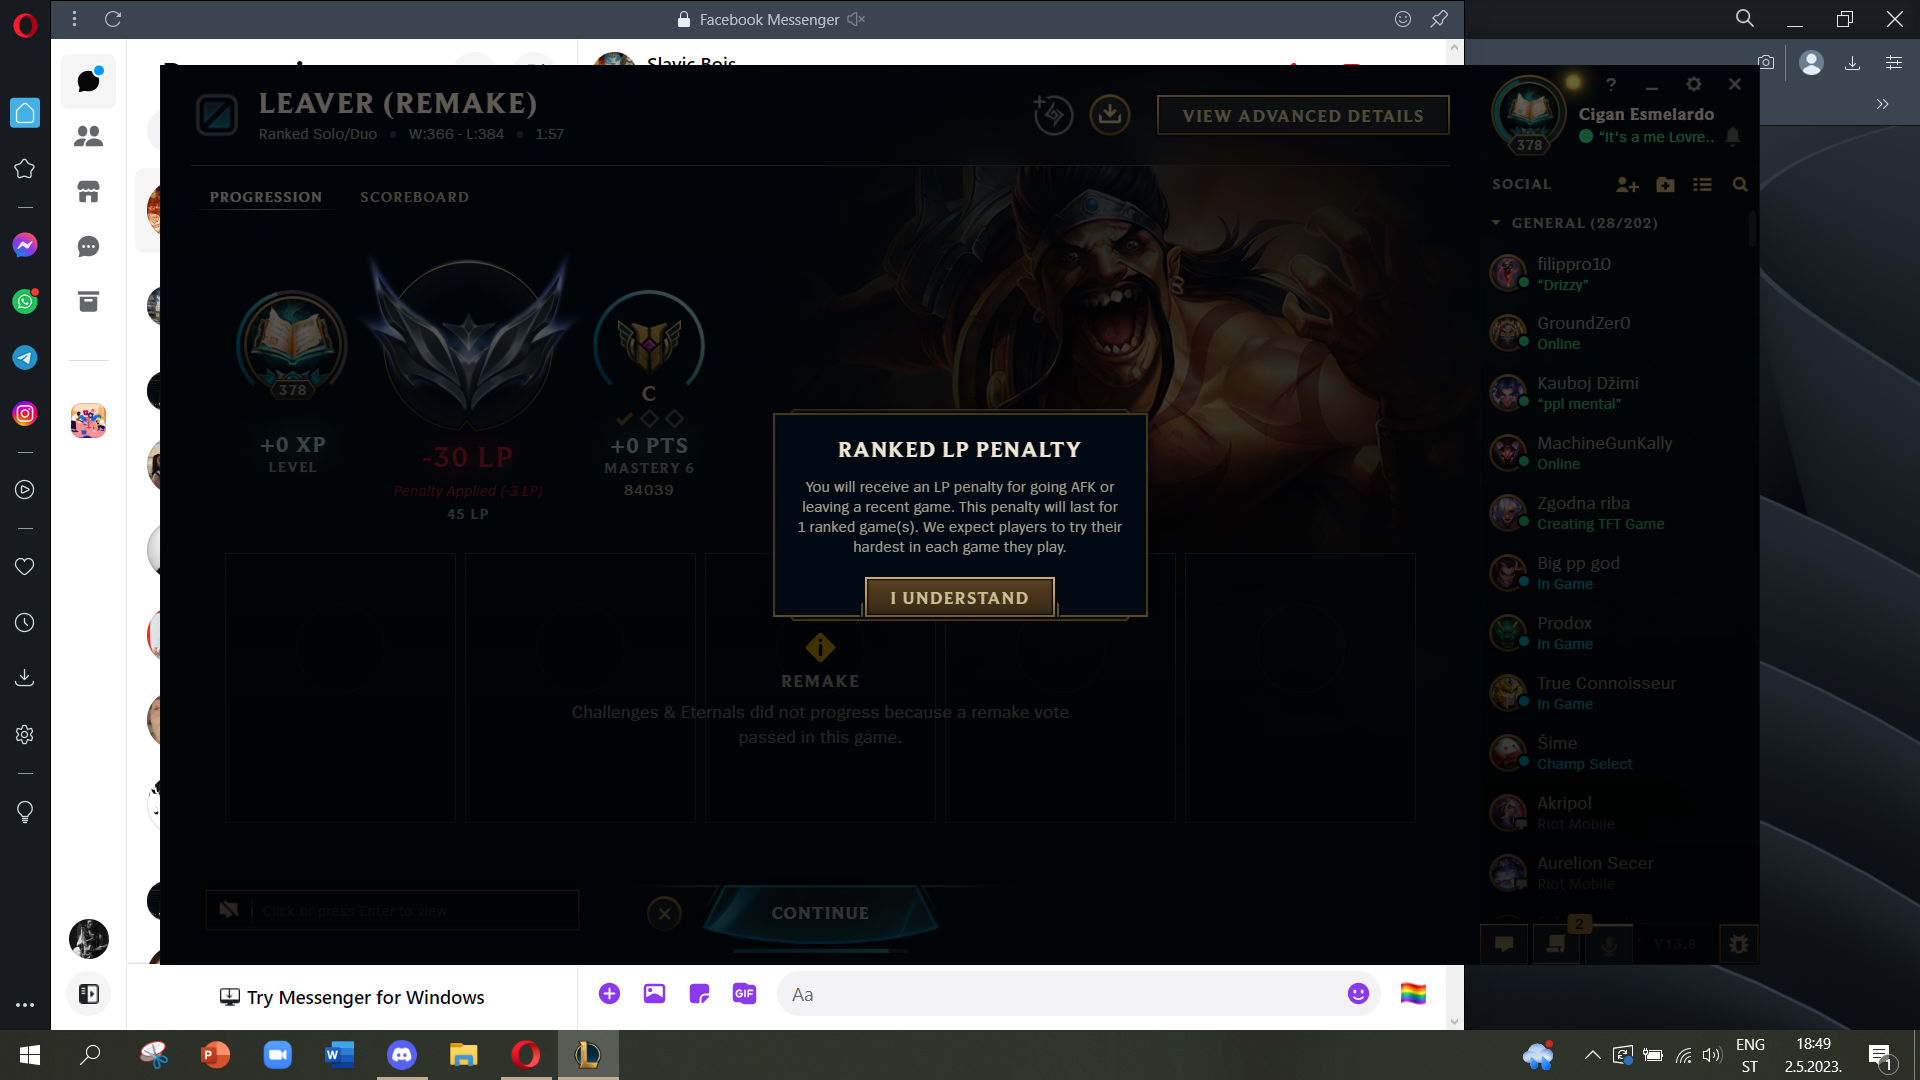 Facebook Messenger
Slavic Bois
LEAVER (REMAKE)
Ranked Solo/Duo • W:366 - L:384 • 1:57
VIEW ADVANCED DETAILS
PROGRESSION
SCOREBOARD
378
+0 XP
LEVEL
-30 LP
Penalty Applied (-3 LP)
45 LP
C
+0 PTS
MASTERY 6
84039
RANKED LP PENALTY
You will receive an LP penalty for going AFK or
leaving a recent game. This penalty will last for
1 ranked game(s). We expect players to try their
hardest in each game they play.
I UNDERSTAND
REMAKE
Challenges & Eternals did not progress because a remake vote
passed in this game.
Click or press Enter to view
CONTINUE
?
378
Cigan Esmelardo
“It's a me Lovre..
SOCIAL
GENERAL (28/202)
filippro10
“Drizzy”
GroundZer0
Online
Kauboj Džimi
“ppl mental”
MachineGunKally
Online
Zgodna riba
Creating TFT Game
Big pp god
In Game
Prodox
In Game
True Connoisseur
In Game
Šime
Champ Select
Akripol
Riot Mobile
Aurelion Secer
Riot Mobile
2
V13.8
Try Messenger for Windows
GIF
Aa
ENG
ST
18:49
2.5.2023.
1